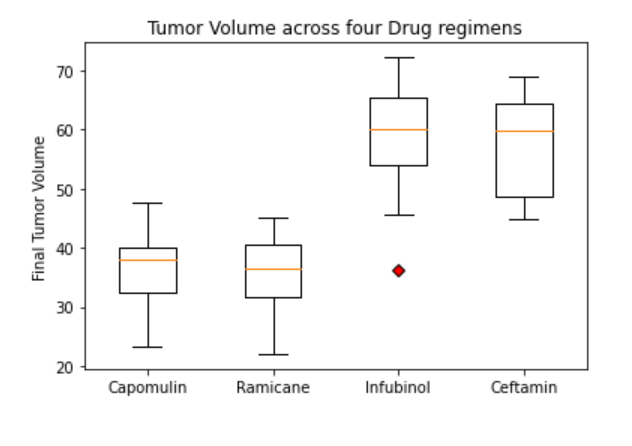 Tumor Volume across four Drug regimens
Final Tumor Volume
70
60
50
40
30
20
Capomulin
Ramicane
Infubinol
Ceftamin